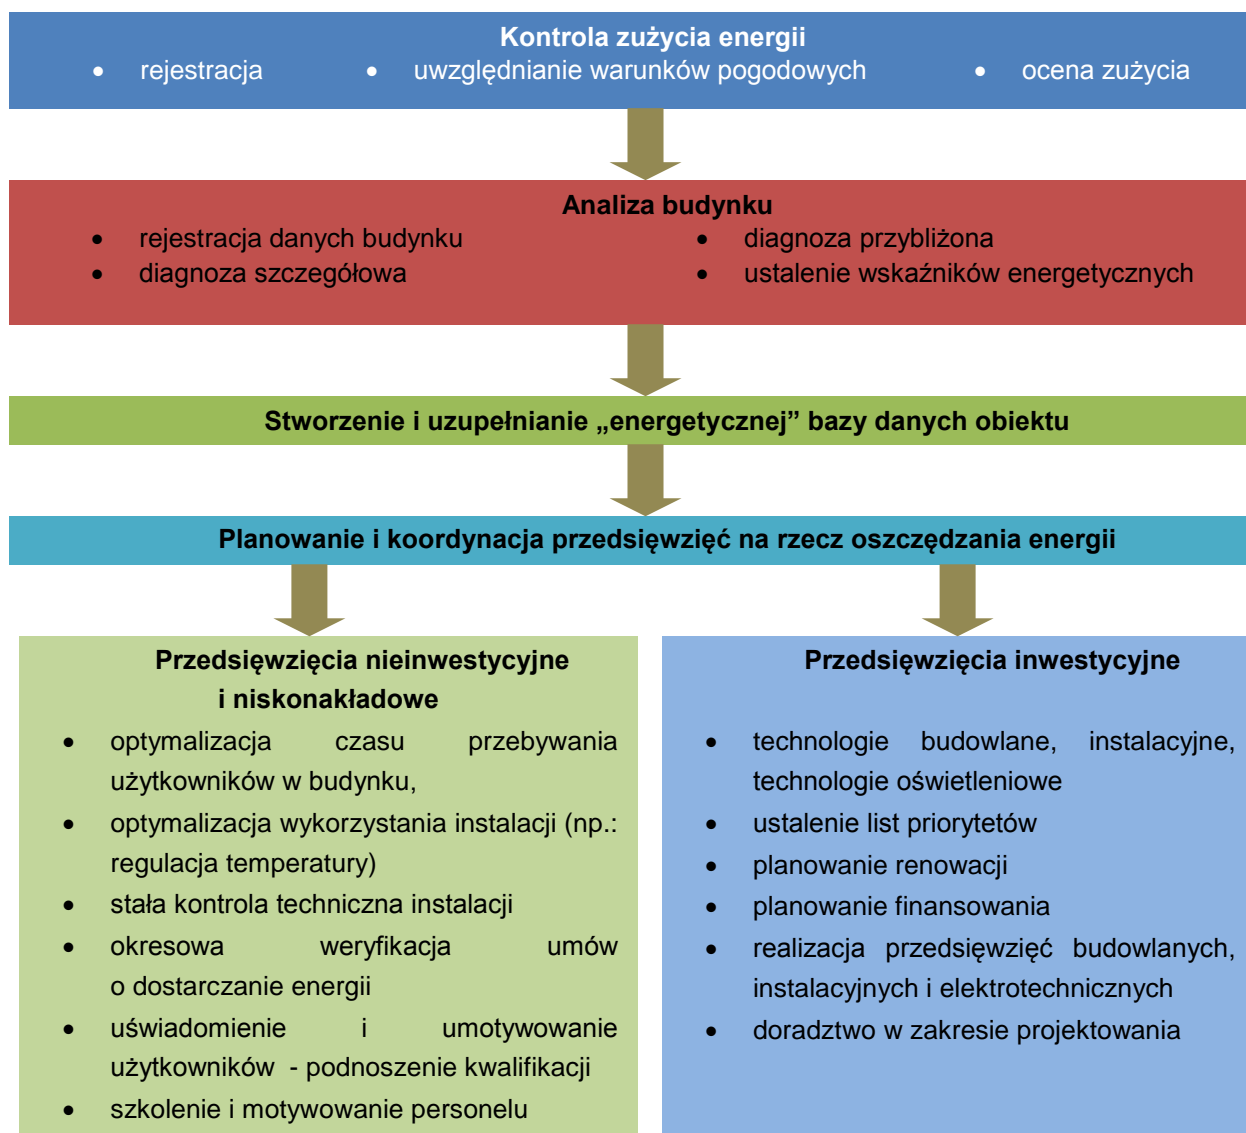 Kontrola zużycia energii
• rejestracja • uwzględnianie warunków pogodowych • ocena zużycia
Analiza budynku
• rejestracja danych budynku • diagnoza przybliżona
• diagnoza szczegółowa • ustalenie wskaźników energetycznych
Stworzenie i uzupełnianie „energetycznej” bazy danych obiektu
Planowanie i koordynacja przedsięwzięć na rzecz oszczędzania energii
Przedsięwzięcia nieinwestycyjne
i niskonakładowe
• optymalizacja czasu przebywania
użytkowników w budynku,
• optymalizacja wykorzystania instalacji (np.:
regulacja temperatury)
• stała kontrola techniczna instalacji
• okresowa weryfikacja umów
o dostarczanie energii
• uświadomienie i umotywowanie
użytkowników - podnoszenie kwalifikacji
• szkolenie i motywowanie personelu
Przedsięwzięcia inwestycyjne
• technologie budowlane, instalacyjne,
technologie oświetleniowe
• ustalenie list priorytetów
• planowanie renowacji
• planowanie finansowania
• realizacja przedsięwzięć budowlanych,
instalacyjnych i elektrotechnicznych
• doradztwo w zakresie projektowania